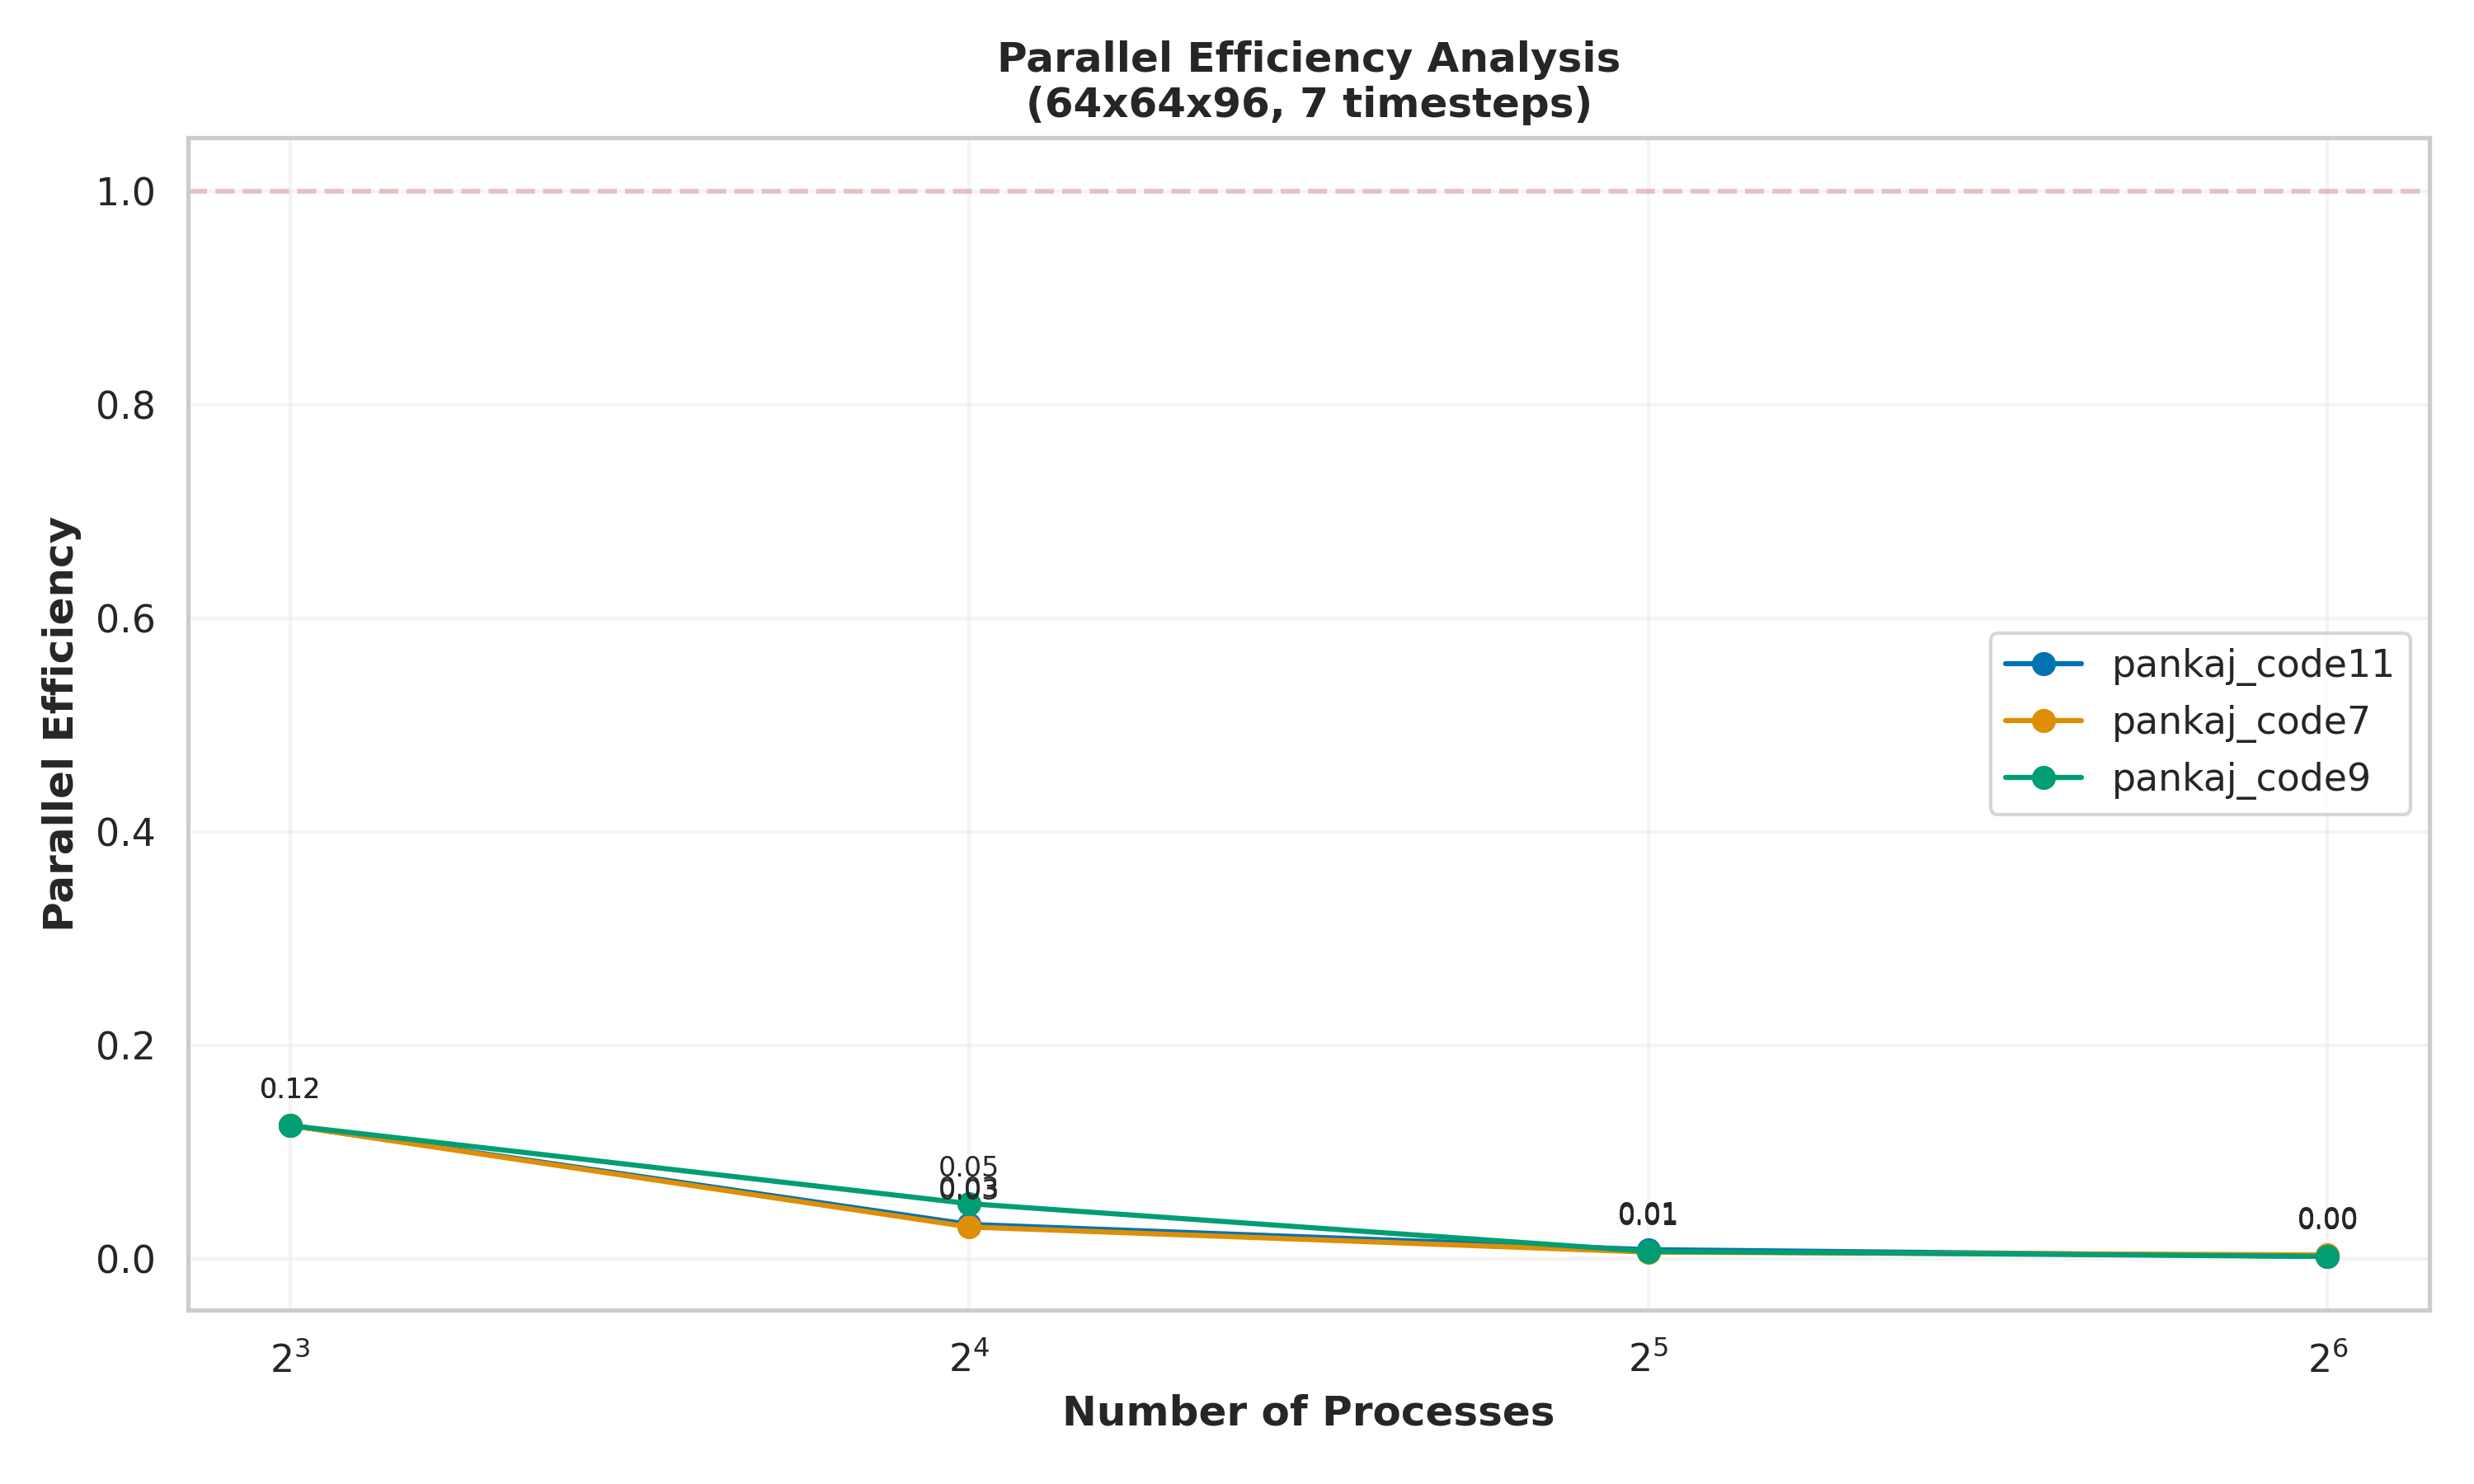 Parallel Efficiency Analysis
(64x64x96, 7 timesteps)
Parallel Efficiency
1.0
0.8
0.6
0.4
0.2
0.0
0.12
0.05
0.03
0.01
0.00
pankaj_code11
pankaj_code7
pankaj_code9
2³
2⁴
2⁵
2⁶
Number of Processes